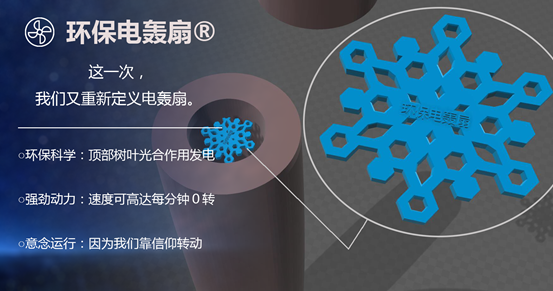 环保电轰扇®
这一次，
我们又重新定义电轰扇。
○环保科学：顶部树叶光合作用发电
○强劲动力：速度可高达每分钟0转
○意念运行：因为我们靠信仰转动
环保电轰扇